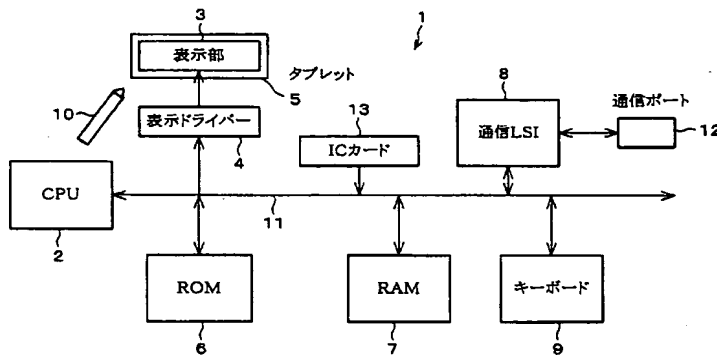 3
1
表示部
タブレット
5
8
10
13
通信ポート
表示ドライバー
通信LSI
12
4
ICカード
CPU
11
2
ROM
RAM
キーボード
6
7
9